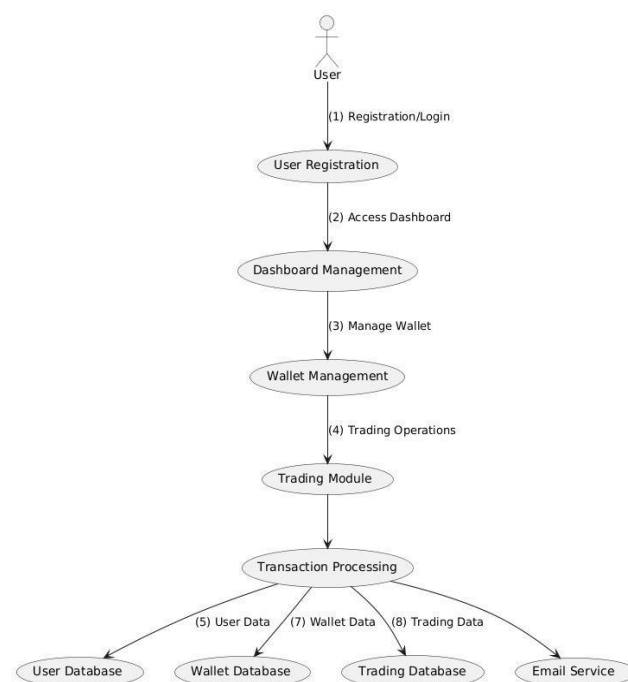 User
(1) Registration/Login
User Registration
(2) Access Dashboard
Dashboard Management
(3) Manage Wallet
Wallet Management
(4) Trading Operations
Trading Module
Transaction Processing
(5) User Data
(7) Wallet Data
(8) Trading Data
User Database
Wallet Database
Trading Database
Email Service